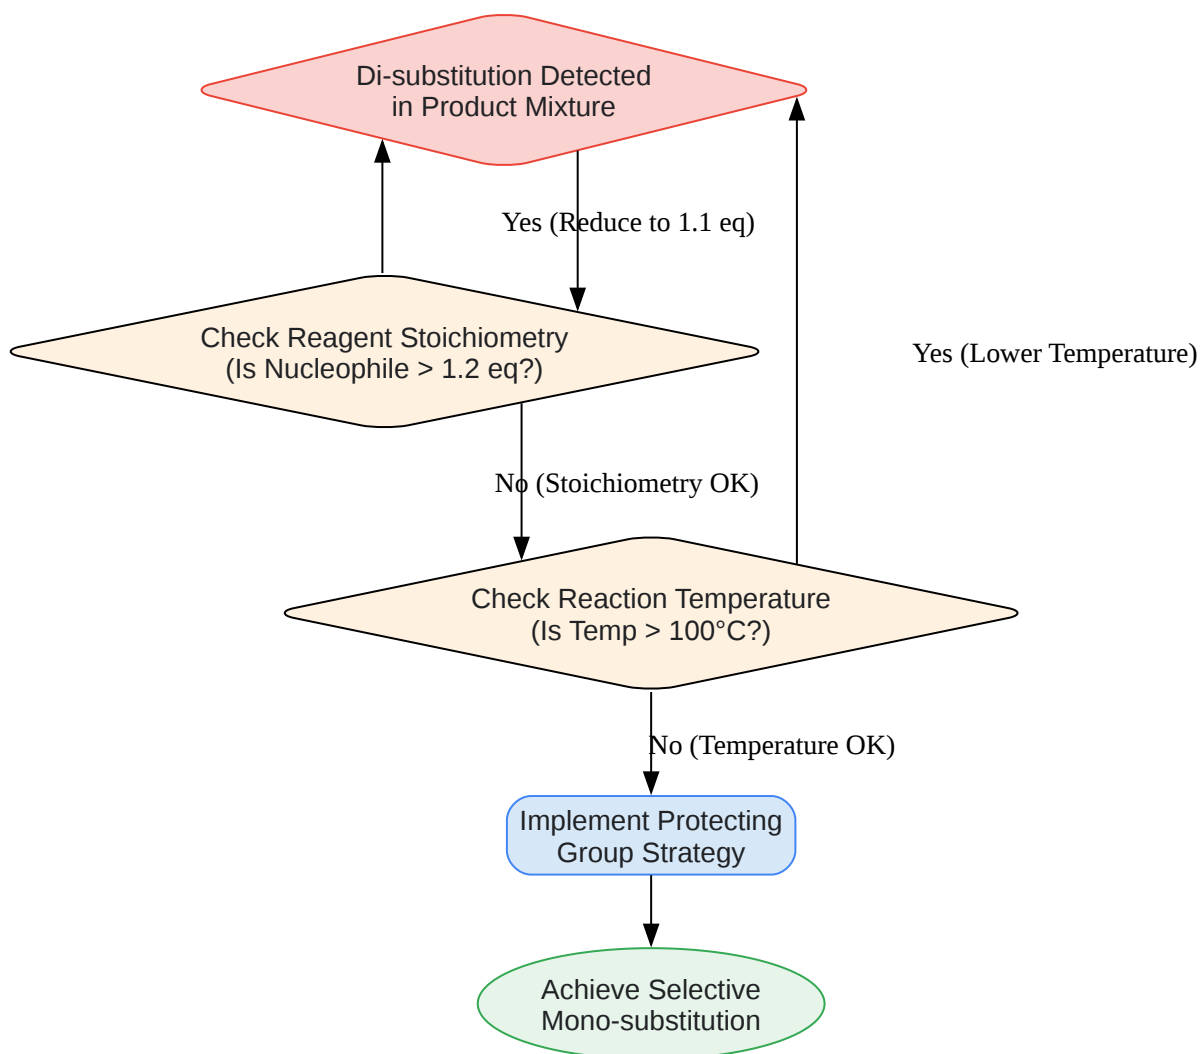 Di-substitution Detected
in Product Mixture
Yes (Reduce to 1.1 eq)
Check Reagent Stoichiometry
(Is Nucleophile > 1.2 eq?)
Yes (Lower Temperature)
No (Stoichiometry OK)
Check Reaction Temperature
(Is Temp > 100°C?)
No (Temperature OK)
Implement Protecting
Group Strategy
Achieve Selective
Mono-substitution